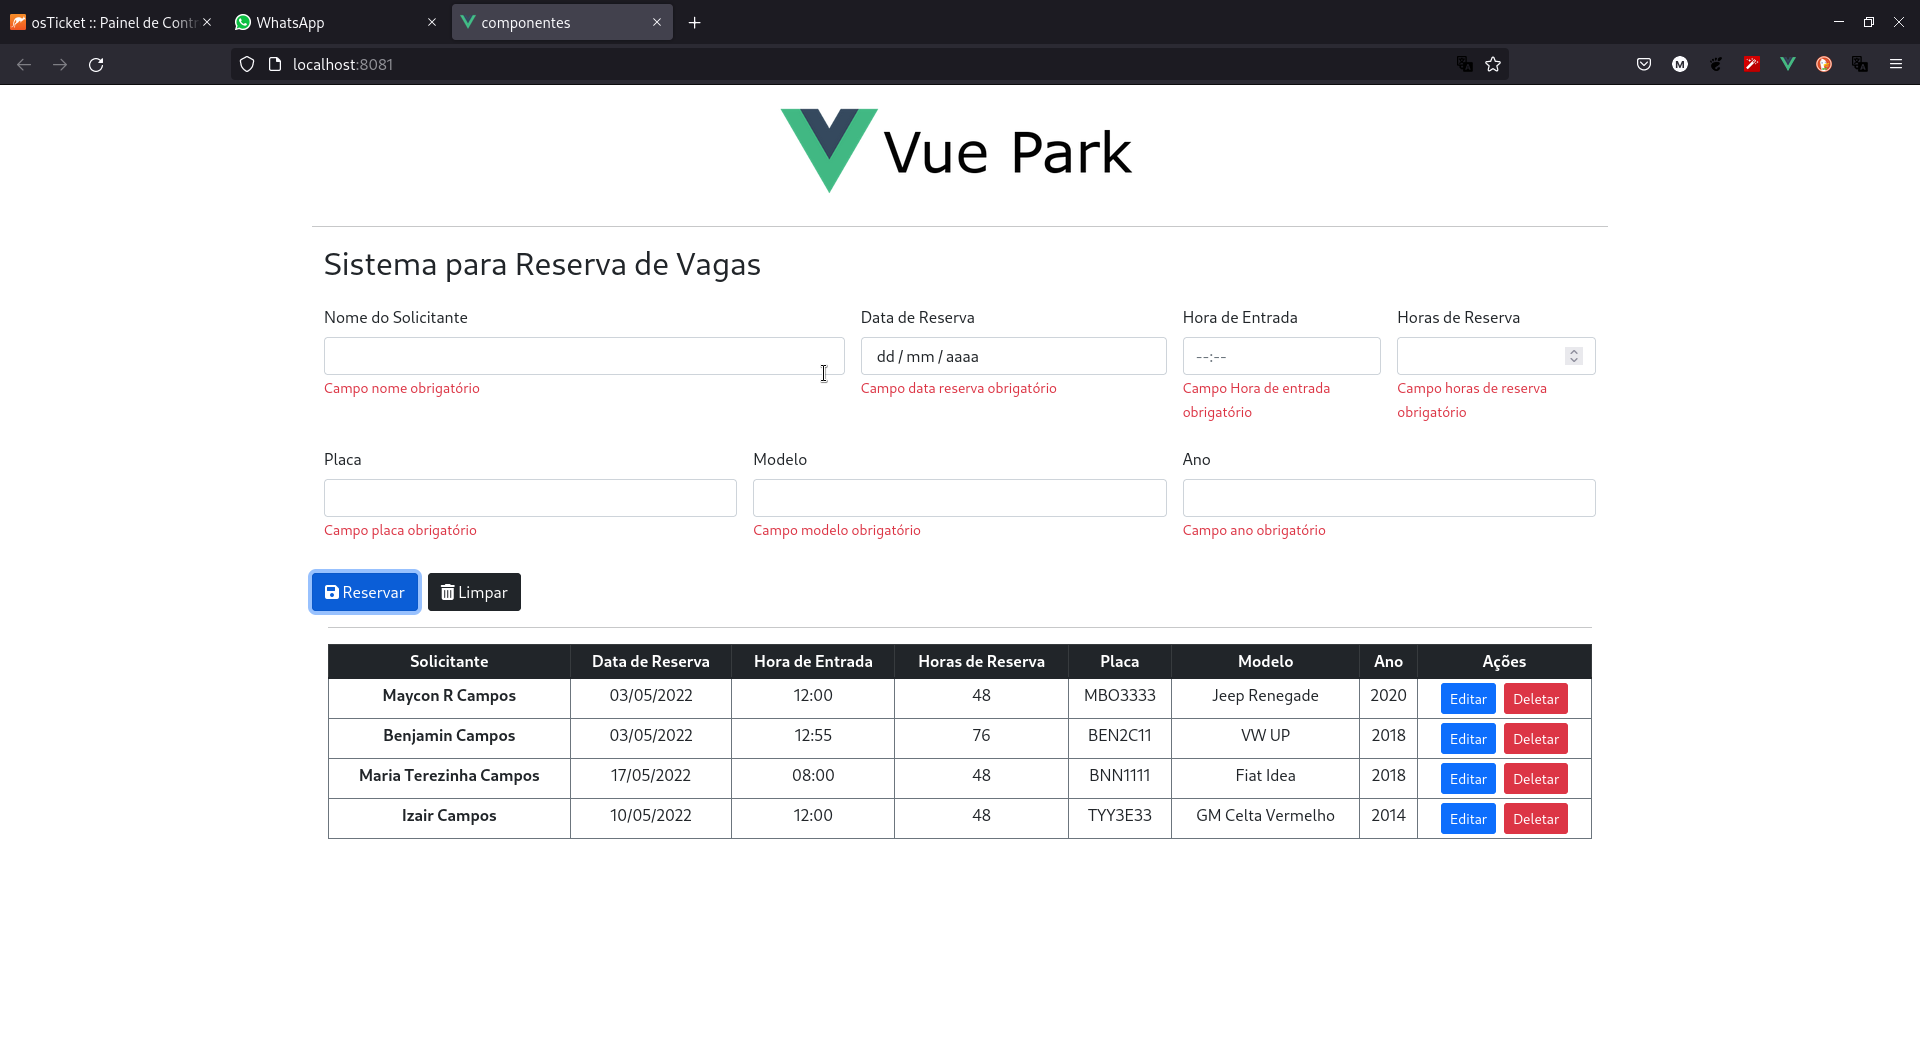 osTicket :: Painel de Contr
WhatsApp
componentes
localhost:8081
M
Vue Park
Sistema para Reserva de Vagas
Nome do Solicitante Data de Reserva Hora de Entrada Horas de Reserva
dd / mm / aaaa --:--
Campo nome obrigatório Campo data reserva obrigatório Campo Hora de entrada obrigatório Campo horas de reserva obrigatório
Placa Modelo Ano
Campo placa obrigatório Campo modelo obrigatório Campo ano obrigatório
Reservar Limpar
Solicitante Data de Reserva Hora de Entrada Horas de Reserva Placa Modelo Ano Ações
Maycon R Campos 03/05/2022 12:00 48 MBO3333 Jeep Renegade 2020 Editar Deletar
Benjamin Campos 03/05/2022 12:55 76 BEN2C11 VW UP 2018 Editar Deletar
Maria Terezinha Campos 17/05/2022 08:00 48 BNN1111 Fiat Idea 2018 Editar Deletar
Izair Campos 10/05/2022 12:00 48 TYY3E33 GM Celta Vermelho 2014 Editar Deletar